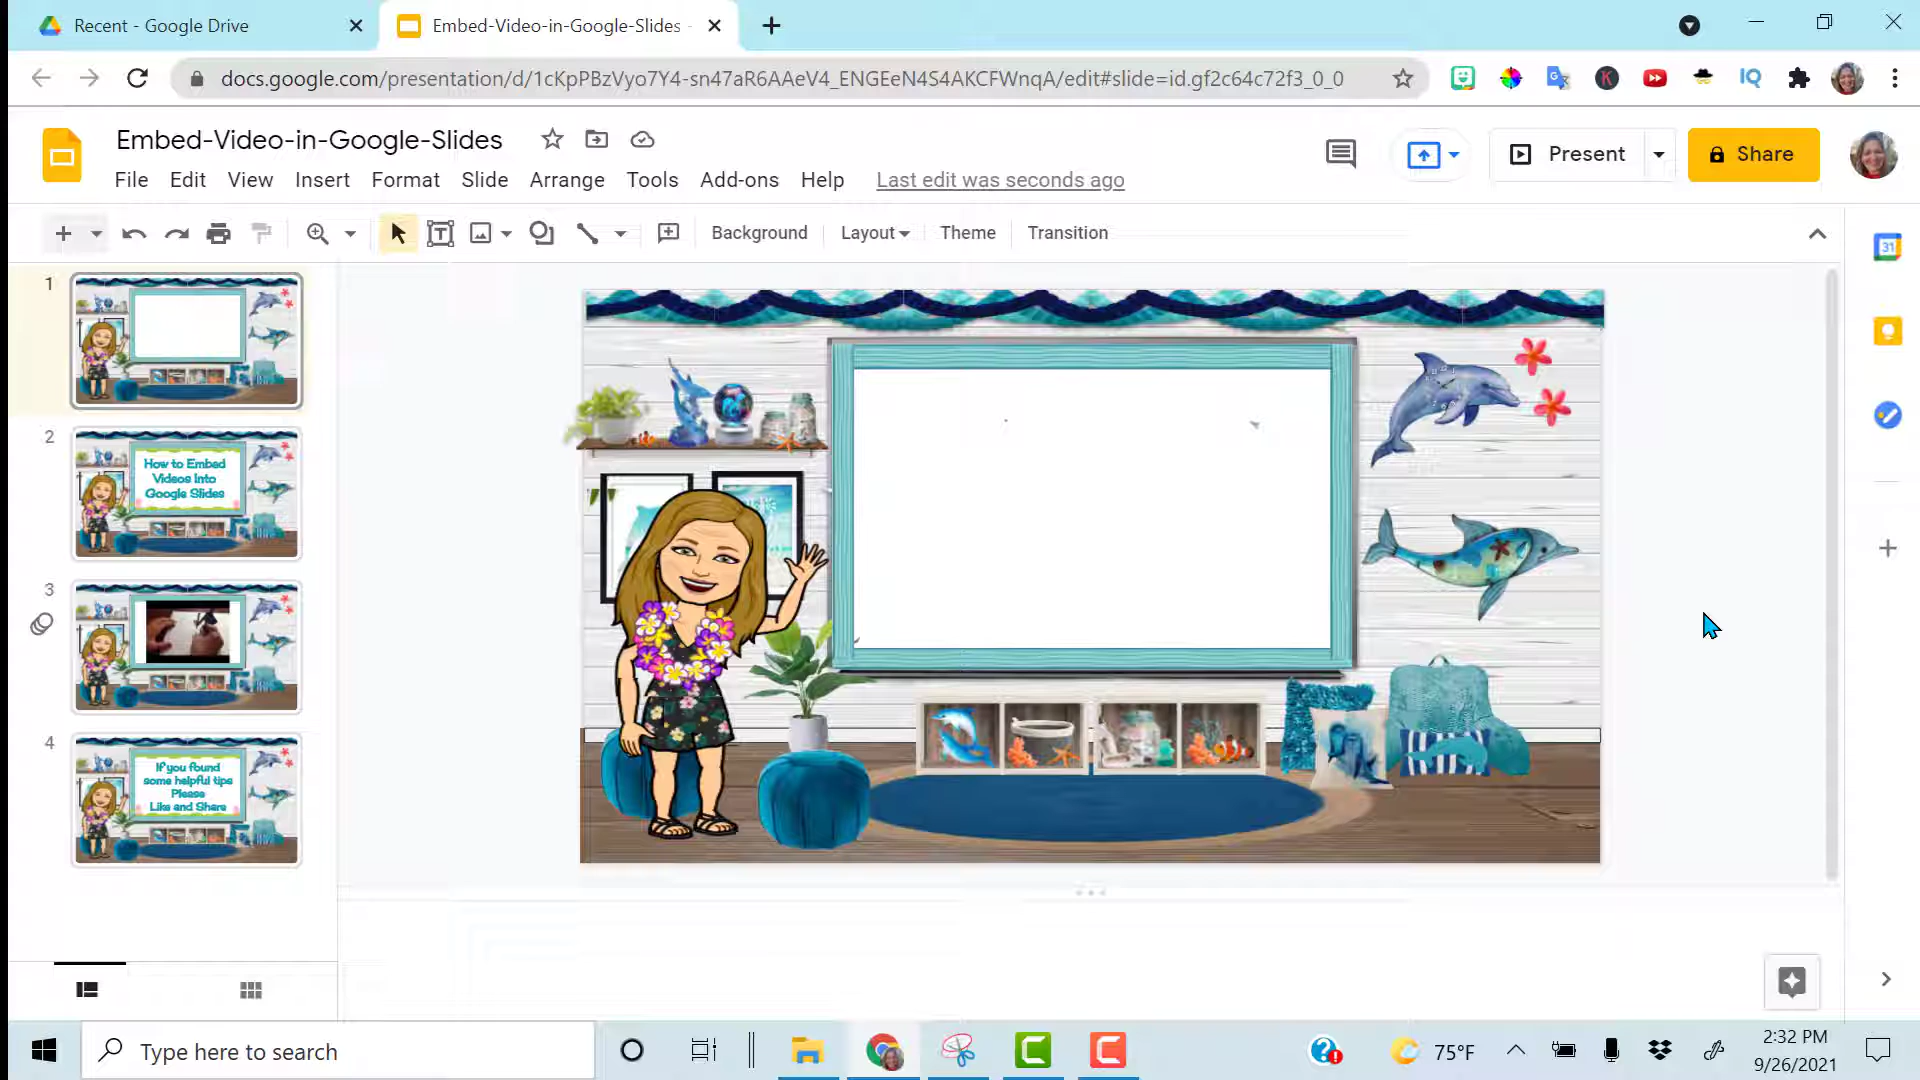 Recent - Google Drive
Embed-Video-in-Google-Slides -
docs.google.com/presentation/d/1cKpPBzVyo7Y4-sn47aR6AAeV4_ENGEeN4S4AKCFWnqA/edit#slide=id.gf2c64c72f3_0_0
K
IQ
Embed-Video-in-Google-Slides
File Edit View Insert Format Slide Arrange Tools Add-ons Help Last edit was seconds ago
Present
Share
Background Layout Theme Transition
31
1
2
How to Embed
Videos Into
Google Slides
3
4
If you found
some helpful tips
Please
Like and Share
Type here to search
75°F
2:32 PM
9/26/2021